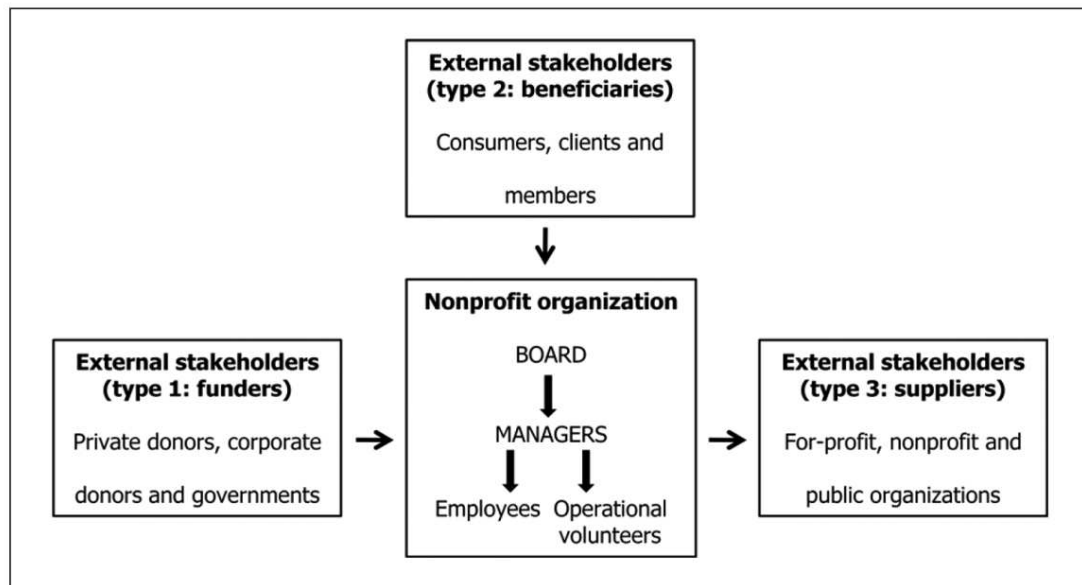 External stakeholders
(type 2: beneficiaries)
Consumers, clients and
members
Nonprofit organization
BOARD
MANAGERS
Employees
Operational
volunteers
External stakeholders
(type 1: funders)
Private donors, corporate
donors and governments
External stakeholders
(type 3: suppliers)
For-profit, nonprofit and
public organizations